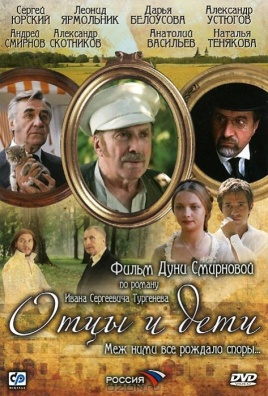 Сергей Леонид Дарья Александр
ЮРСКИЙ ЯРМОЛЬНИК БЕЛОУСОВА УСТЮГОВ
Андрей Александр Анатолий Наталья
СМИРНОВ СКОТНИКОВ ВАСИЛЬЕВ ТЕНЯКОВА
Фильм Дуни Смирновой
по роману
Ивана Сергеевича Тургенева
Отцы и дети
Меж ними все рождало споры...
РОССИЯ
DVD
VIDEO